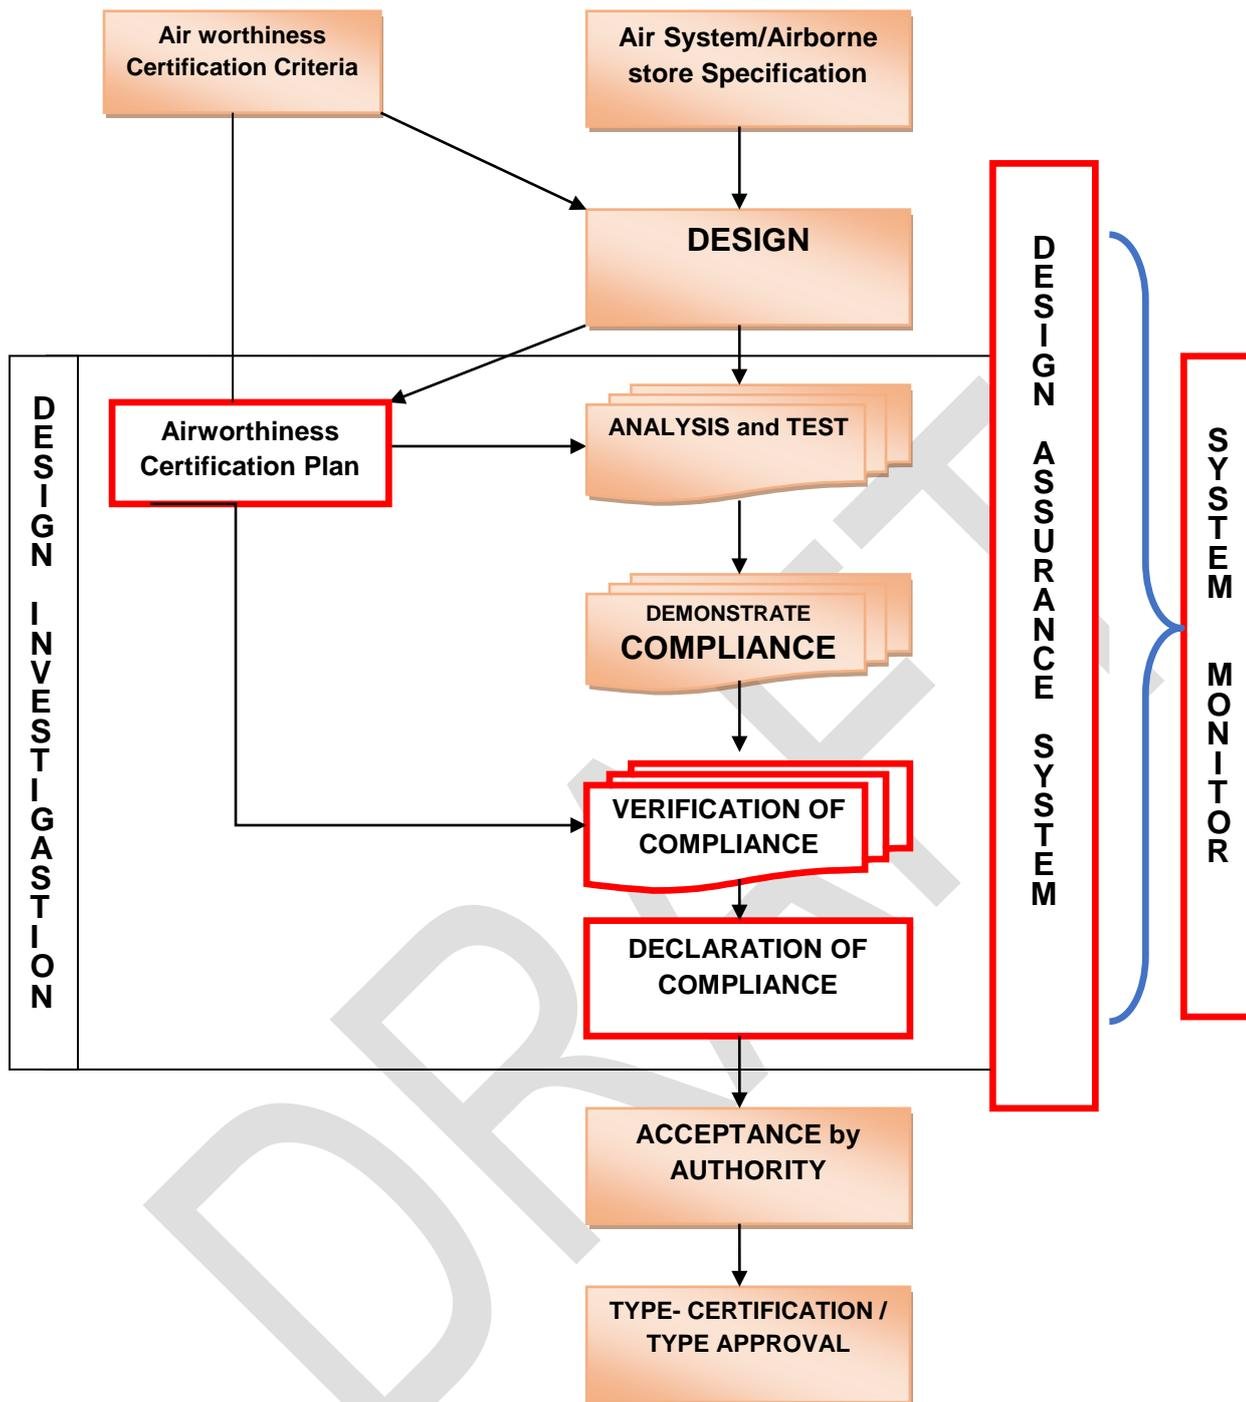 Air worthiness
Certification Criteria
Air System/Airborne
store Specification
DESIGN
Airworthiness
Certification Plan
ANALYSIS and TEST
DEMONSTRATE
COMPLIANCE
VERIFICATION OF
COMPLIANCE
DECLARATION OF
COMPLIANCE
ACCEPTANCE by
AUTHORITY
TYPE- CERTIFICATION /
TYPE APPROVAL
DESIGN INVESTIGASTION
DESIGN ASSURANCE SYSTEM
SYSTEM MONITOR
DRAFT